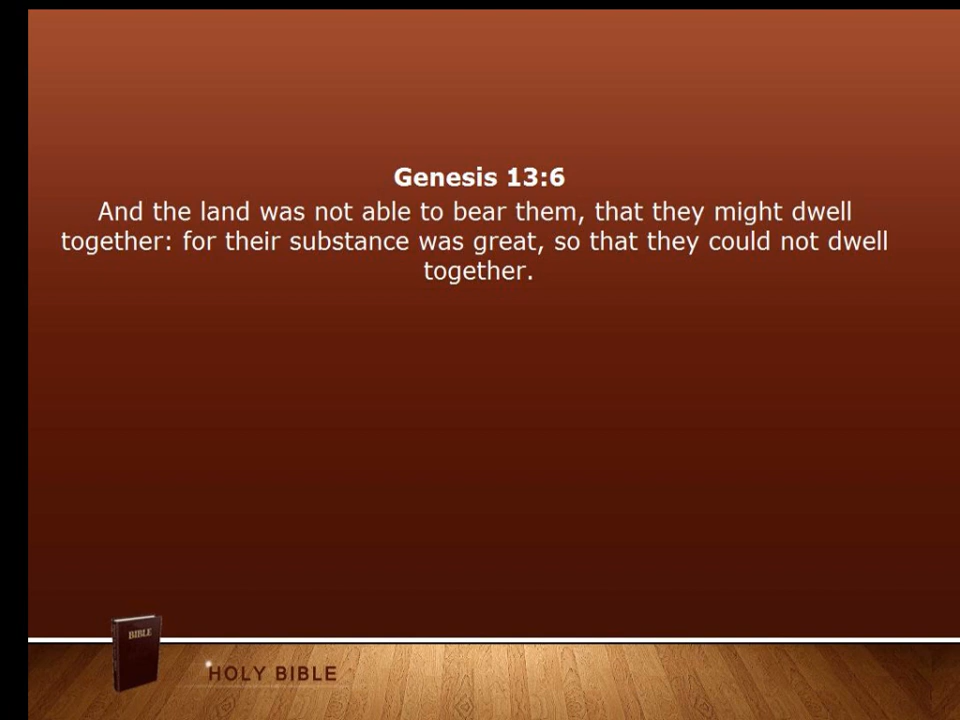 Genesis 13:6
And the land was not able to bear them, that they might dwell
together: for their substance was great, so that they could not dwell
together.
BIBLE
HOLY BIBLE